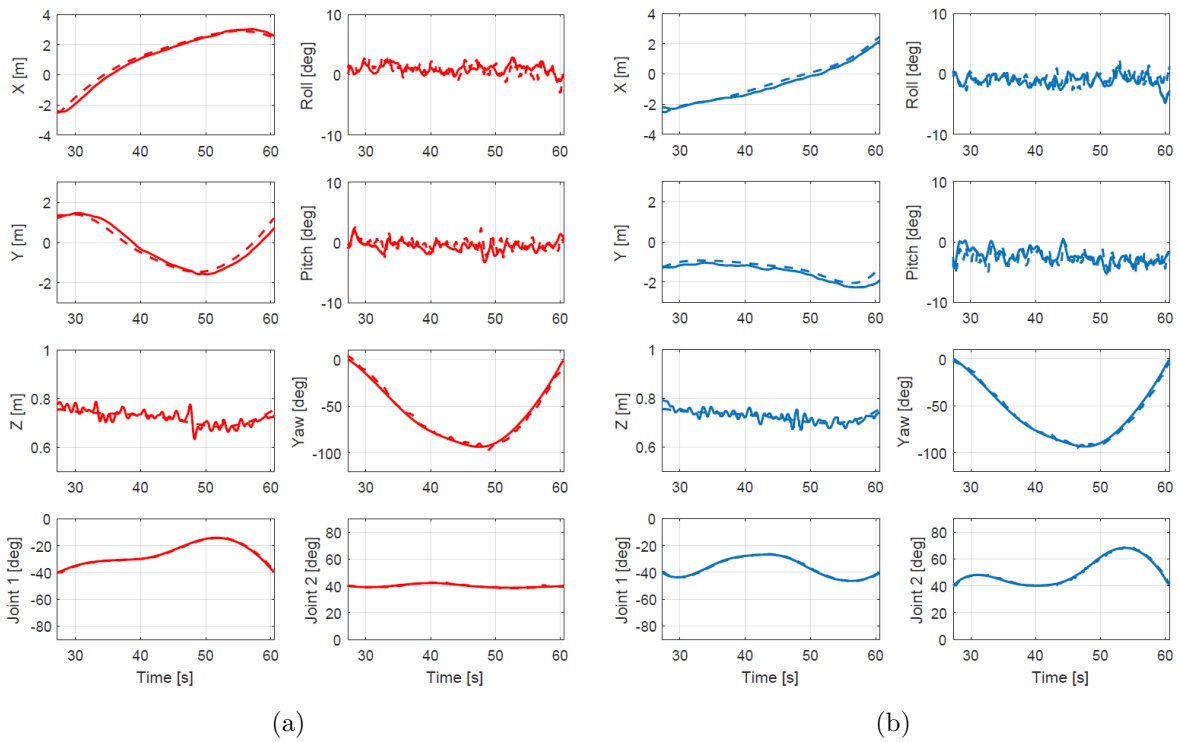 4
2
0
-2
-4
X [m]
30 40 50 60
10
0
-10
Roll [deg]
30 40 50 60
4
2
0
-2
-4
X [m]
30 40 50 60
10
0
-10
Roll [deg]
30 40 50 60
2
0
-2
Y [m]
30 40 50 60
10
0
-10
Pitch [deg]
30 40 50 60
2
0
-2
Y [m]
30 40 50 60
10
0
-10
Pitch [deg]
30 40 50 60
1
0.8
0.6
Z [m]
30 40 50 60
0
-50
-100
Yaw [deg]
30 40 50 60
1
0.8
0.6
Z [m]
30 40 50 60
0
-50
-100
Yaw [deg]
30 40 50 60
0
-20
-40
-60
-80
Joint 1 [deg]
30 40 50 60
Time [s]
80
60
40
20
0
Joint 2 [deg]
30 40 50 60
Time [s]
0
-20
-40
-60
-80
Joint 1 [deg]
30 40 50 60
Time [s]
80
60
40
20
0
Joint 2 [deg]
30 40 50 60
Time [s]
(a)
(b)